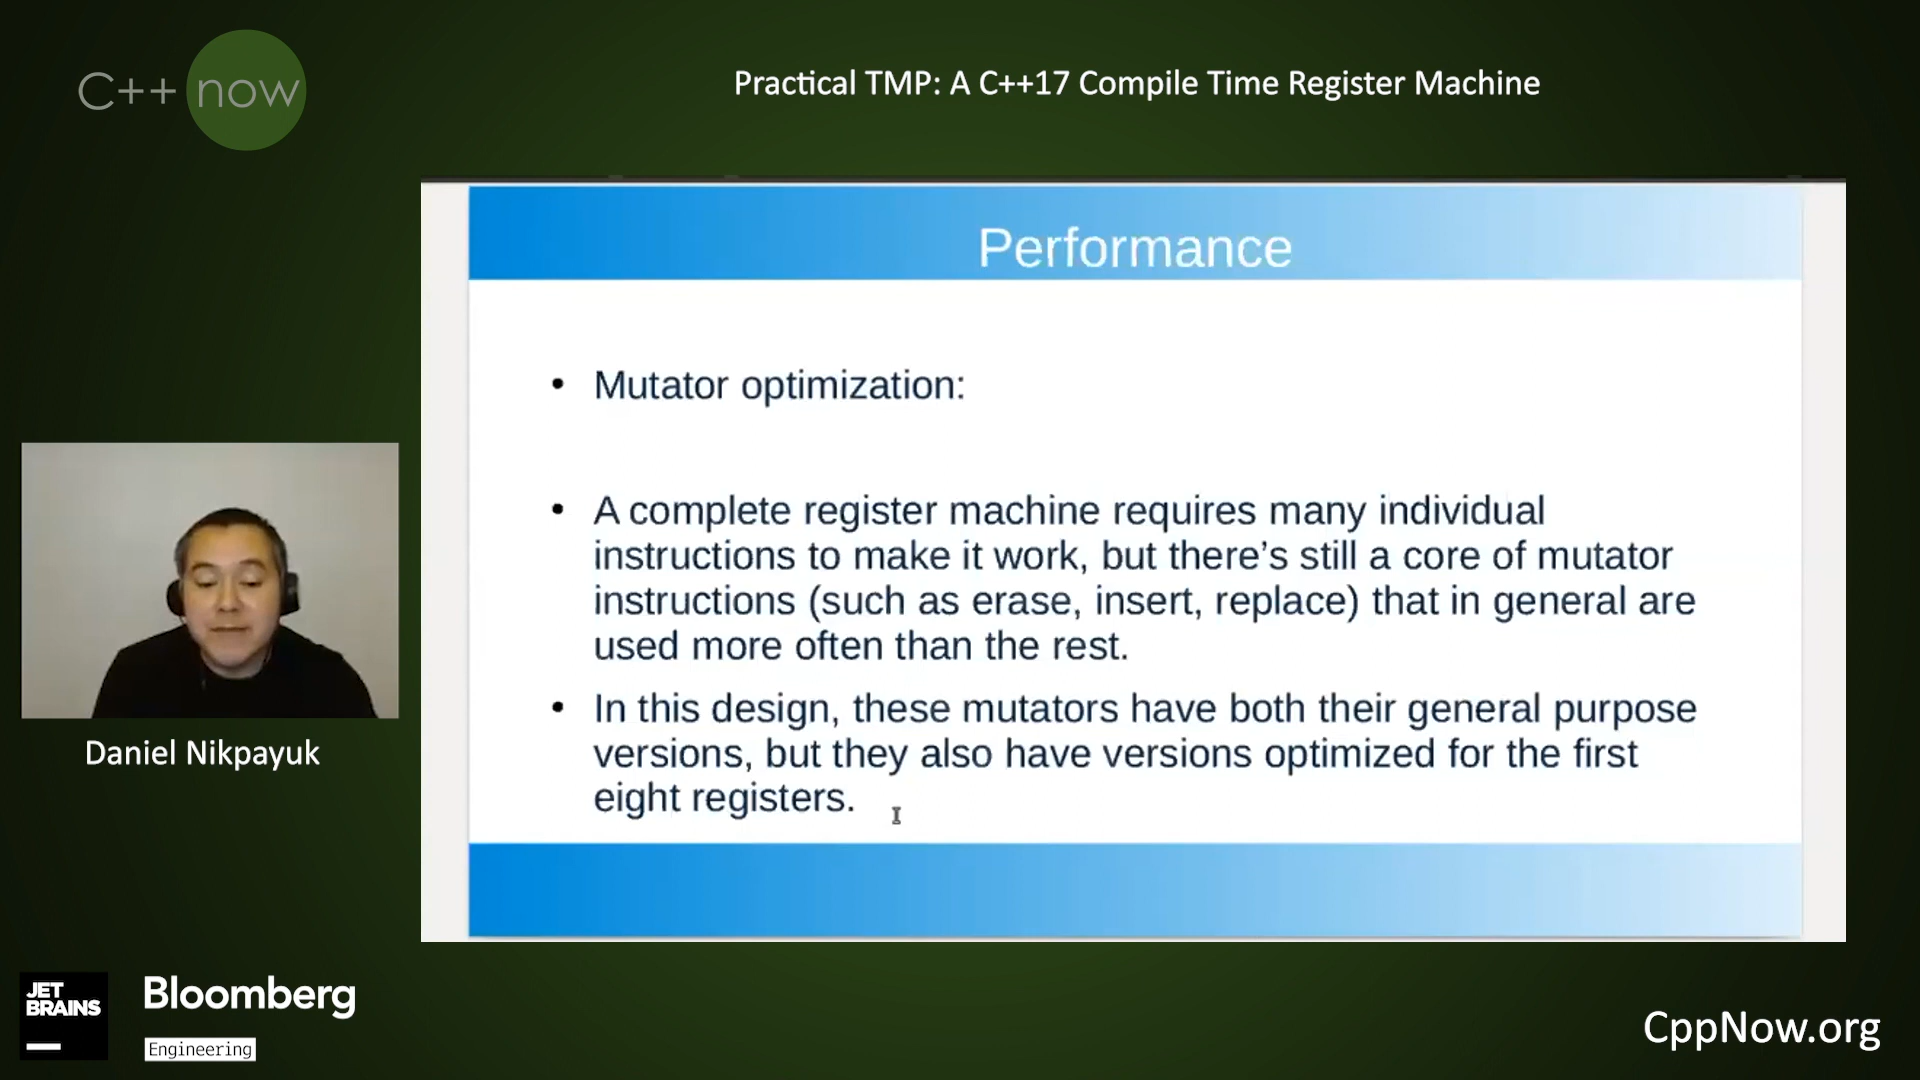 C++ now
Practical TMP: A C++17 Compile Time Register Machine
Performance
• Mutator optimization:
• A complete register machine requires many individual
instructions to make it work, but there’s still a core of mutator
instructions (such as erase, insert, replace) that in general are
used more often than the rest.
• In this design, these mutators have both their general purpose
versions, but they also have versions optimized for the first
eight registers.
Daniel Nikpayuk
JET
BRAINS
Bloomberg
Engineering
CppNow.org